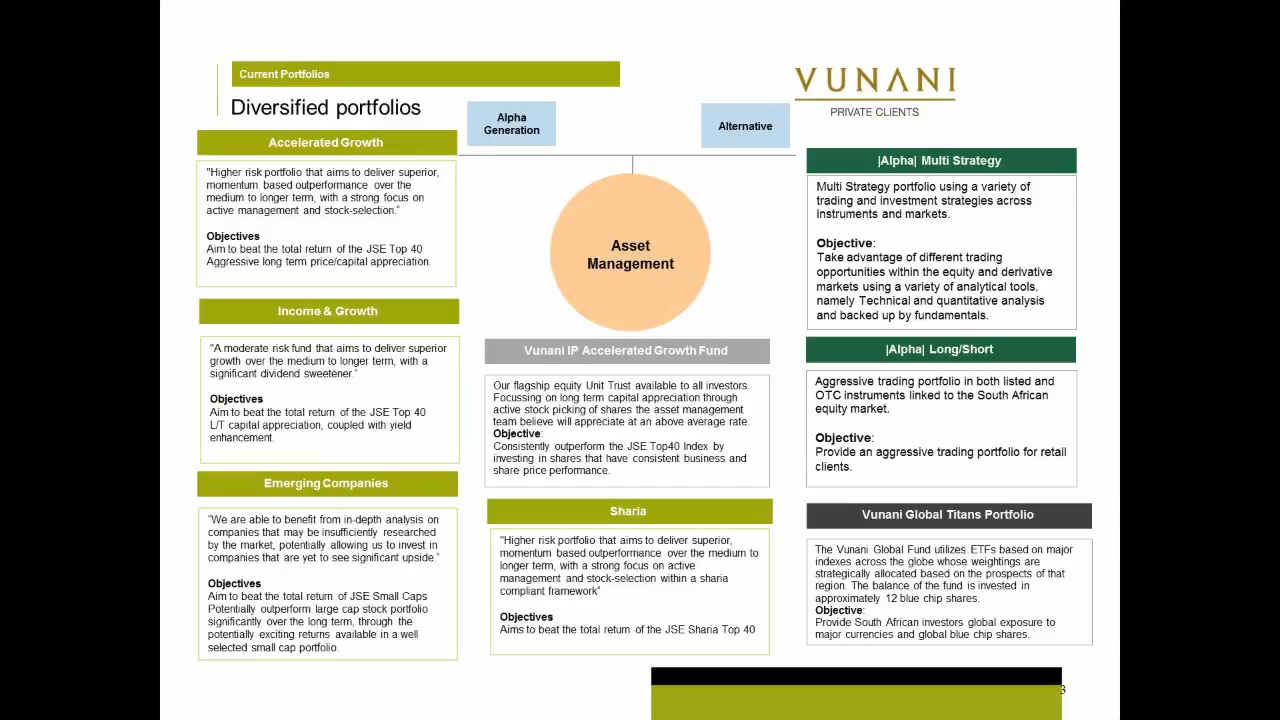 Current Portfolios
Diversified portfolios
VUNANI
PRIVATE CLIENTS
Alpha
Generation
Alternative
Asset
Management
Accelerated Growth
"Higher risk portfolio that aims to deliver superior,
momentum based outperformance over the
medium to longer term, with a strong focus on
active management and stock-selection."
Objectives
Aim to beat the total return of the JSE Top 40
Aggressive long term price/capital appreciation.
Income & Growth
"A moderate risk fund that aims to deliver superior
growth over the medium to longer term, with a
significant dividend sweetener."
Objectives
Aim to beat the total return of the JSE Top 40
L/T capital appreciation, coupled with yield
enhancement.
Emerging Companies
"We are able to benefit from in-depth analysis on
companies that may be insufficiently researched
by the market, potentially allowing us to invest in
companies that are yet to see significant upside."
Objectives
Aim to beat the total return of JSE Small Caps
Potentially outperform large cap stock portfolio
significantly over the long term, through the
potentially exciting returns available in a well
selected small cap portfolio.
Vunani IP Accelerated Growth Fund
Our flagship equity Unit Trust available to all investors.
Focussing on long term capital appreciation through
active stock picking of shares the asset management
team believe will appreciate at an above average rate.
Objective:
Consistently outperform the JSE Top40 Index by
investing in shares that have consistent business and
share price performance.
Sharia
"Higher risk portfolio that aims to deliver superior,
momentum based outperformance over the medium to
longer term, with a strong focus on active
management and stock-selection within a sharia
compliant framework"
Objectives
Aims to beat the total return of the JSE Sharia Top 40
|Alpha| Multi Strategy
Multi Strategy portfolio using a variety of
trading and investment strategies across
instruments and markets.
Objective:
Take advantage of different trading
opportunities within the equity and derivative
markets using a variety of analytical tools,
namely Technical and quantitative analysis
and backed up by fundamentals.
|Alpha| Long/Short
Aggressive trading portfolio in both listed and
OTC instruments linked to the South African
equity market.
Objective:
Provide an aggressive trading portfolio for retail
clients.
Vunani Global Titans Portfolio
The Vunani Global Fund utilizes ETFs based on major
indexes across the globe whose weightings are
strategically allocated based on the prospects of that
region. The balance of the fund is invested in
approximately 12 blue chip shares.
Objective:
Provide South African investors global exposure to
major currencies and global blue chip shares.
3